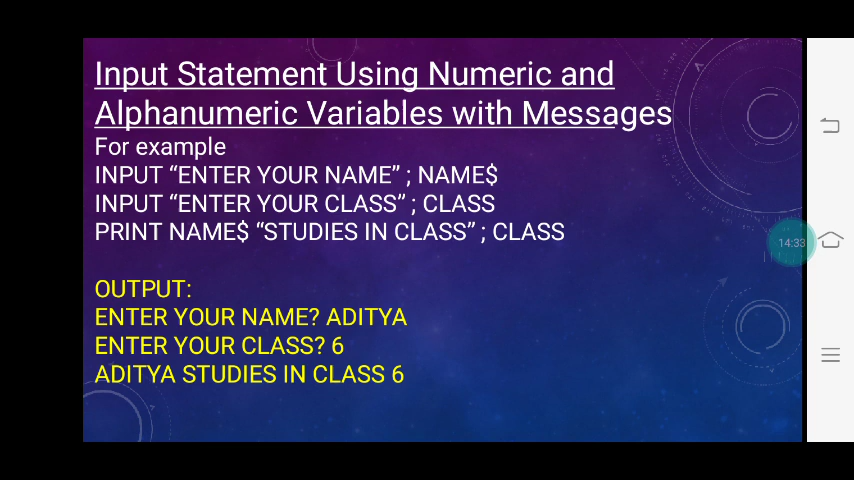 Input Statement Using Numeric and
Alphanumeric Variables with Messages
For example
INPUT “ENTER YOUR NAME” ; NAME$
INPUT “ENTER YOUR CLASS” ; CLASS
PRINT NAME$ “STUDIES IN CLASS” ; CLASS
14:33
OUTPUT:
ENTER YOUR NAME? ADITYA
ENTER YOUR CLASS? 6
ADITYA STUDIES IN CLASS 6